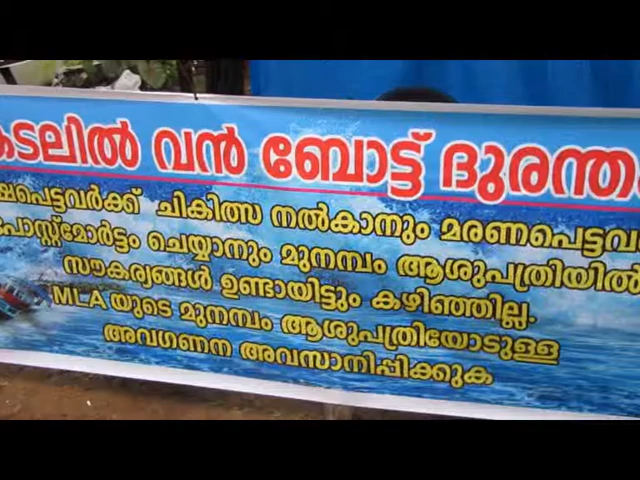 കടലിൽ വൻ ബോട്ട് ദുരന്തം
ഷപെട്ടവർക്ക് ചികിത്സ നൽകാനും മരണപെട്ടവ
പോസ്റ്റ്മോർട്ടം ചെയ്യാനും മുനമ്പം ആശുപത്രിയിൽ
സൗകര്യങ്ങൾ ഉണ്ടായിട്ടും കഴിഞ്ഞില്ല.
MLA യുടെ മുനമ്പം ആശുപത്രിയോടുള്ള
അവഗണന അവസാനിപ്പിക്കുക